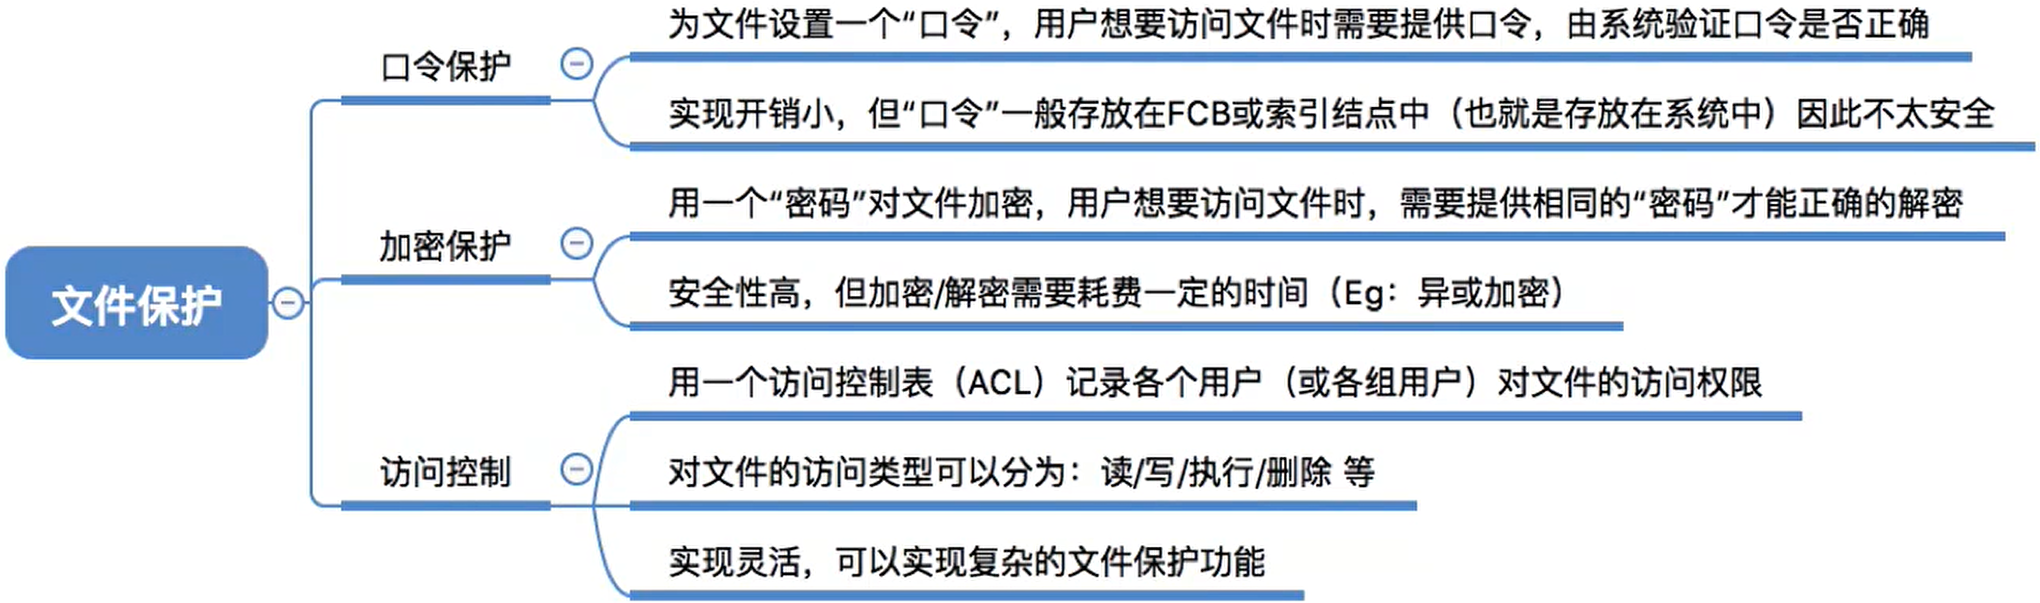 文件保护
口令保护
为文件设置一个“口令”，用户想要访问文件时需要提供口令，由系统验证口令是否正确
实现开销小，但“口令”一般存放在FCB或索引结点中（也就是存放在系统中）因此不太安全
加密保护
用一个“密码”对文件加密，用户想要访问文件时，需要提供相同的“密码”才能正确的解密
安全性高，但加密/解密需要耗费一定的时间（Eg：异或加密）
访问控制
用一个访问控制表（ACL）记录各个用户（或各组用户）对文件的访问权限
对文件的访问类型可以分为：读/写/执行/删除 等
实现灵活，可以实现复杂的文件保护功能